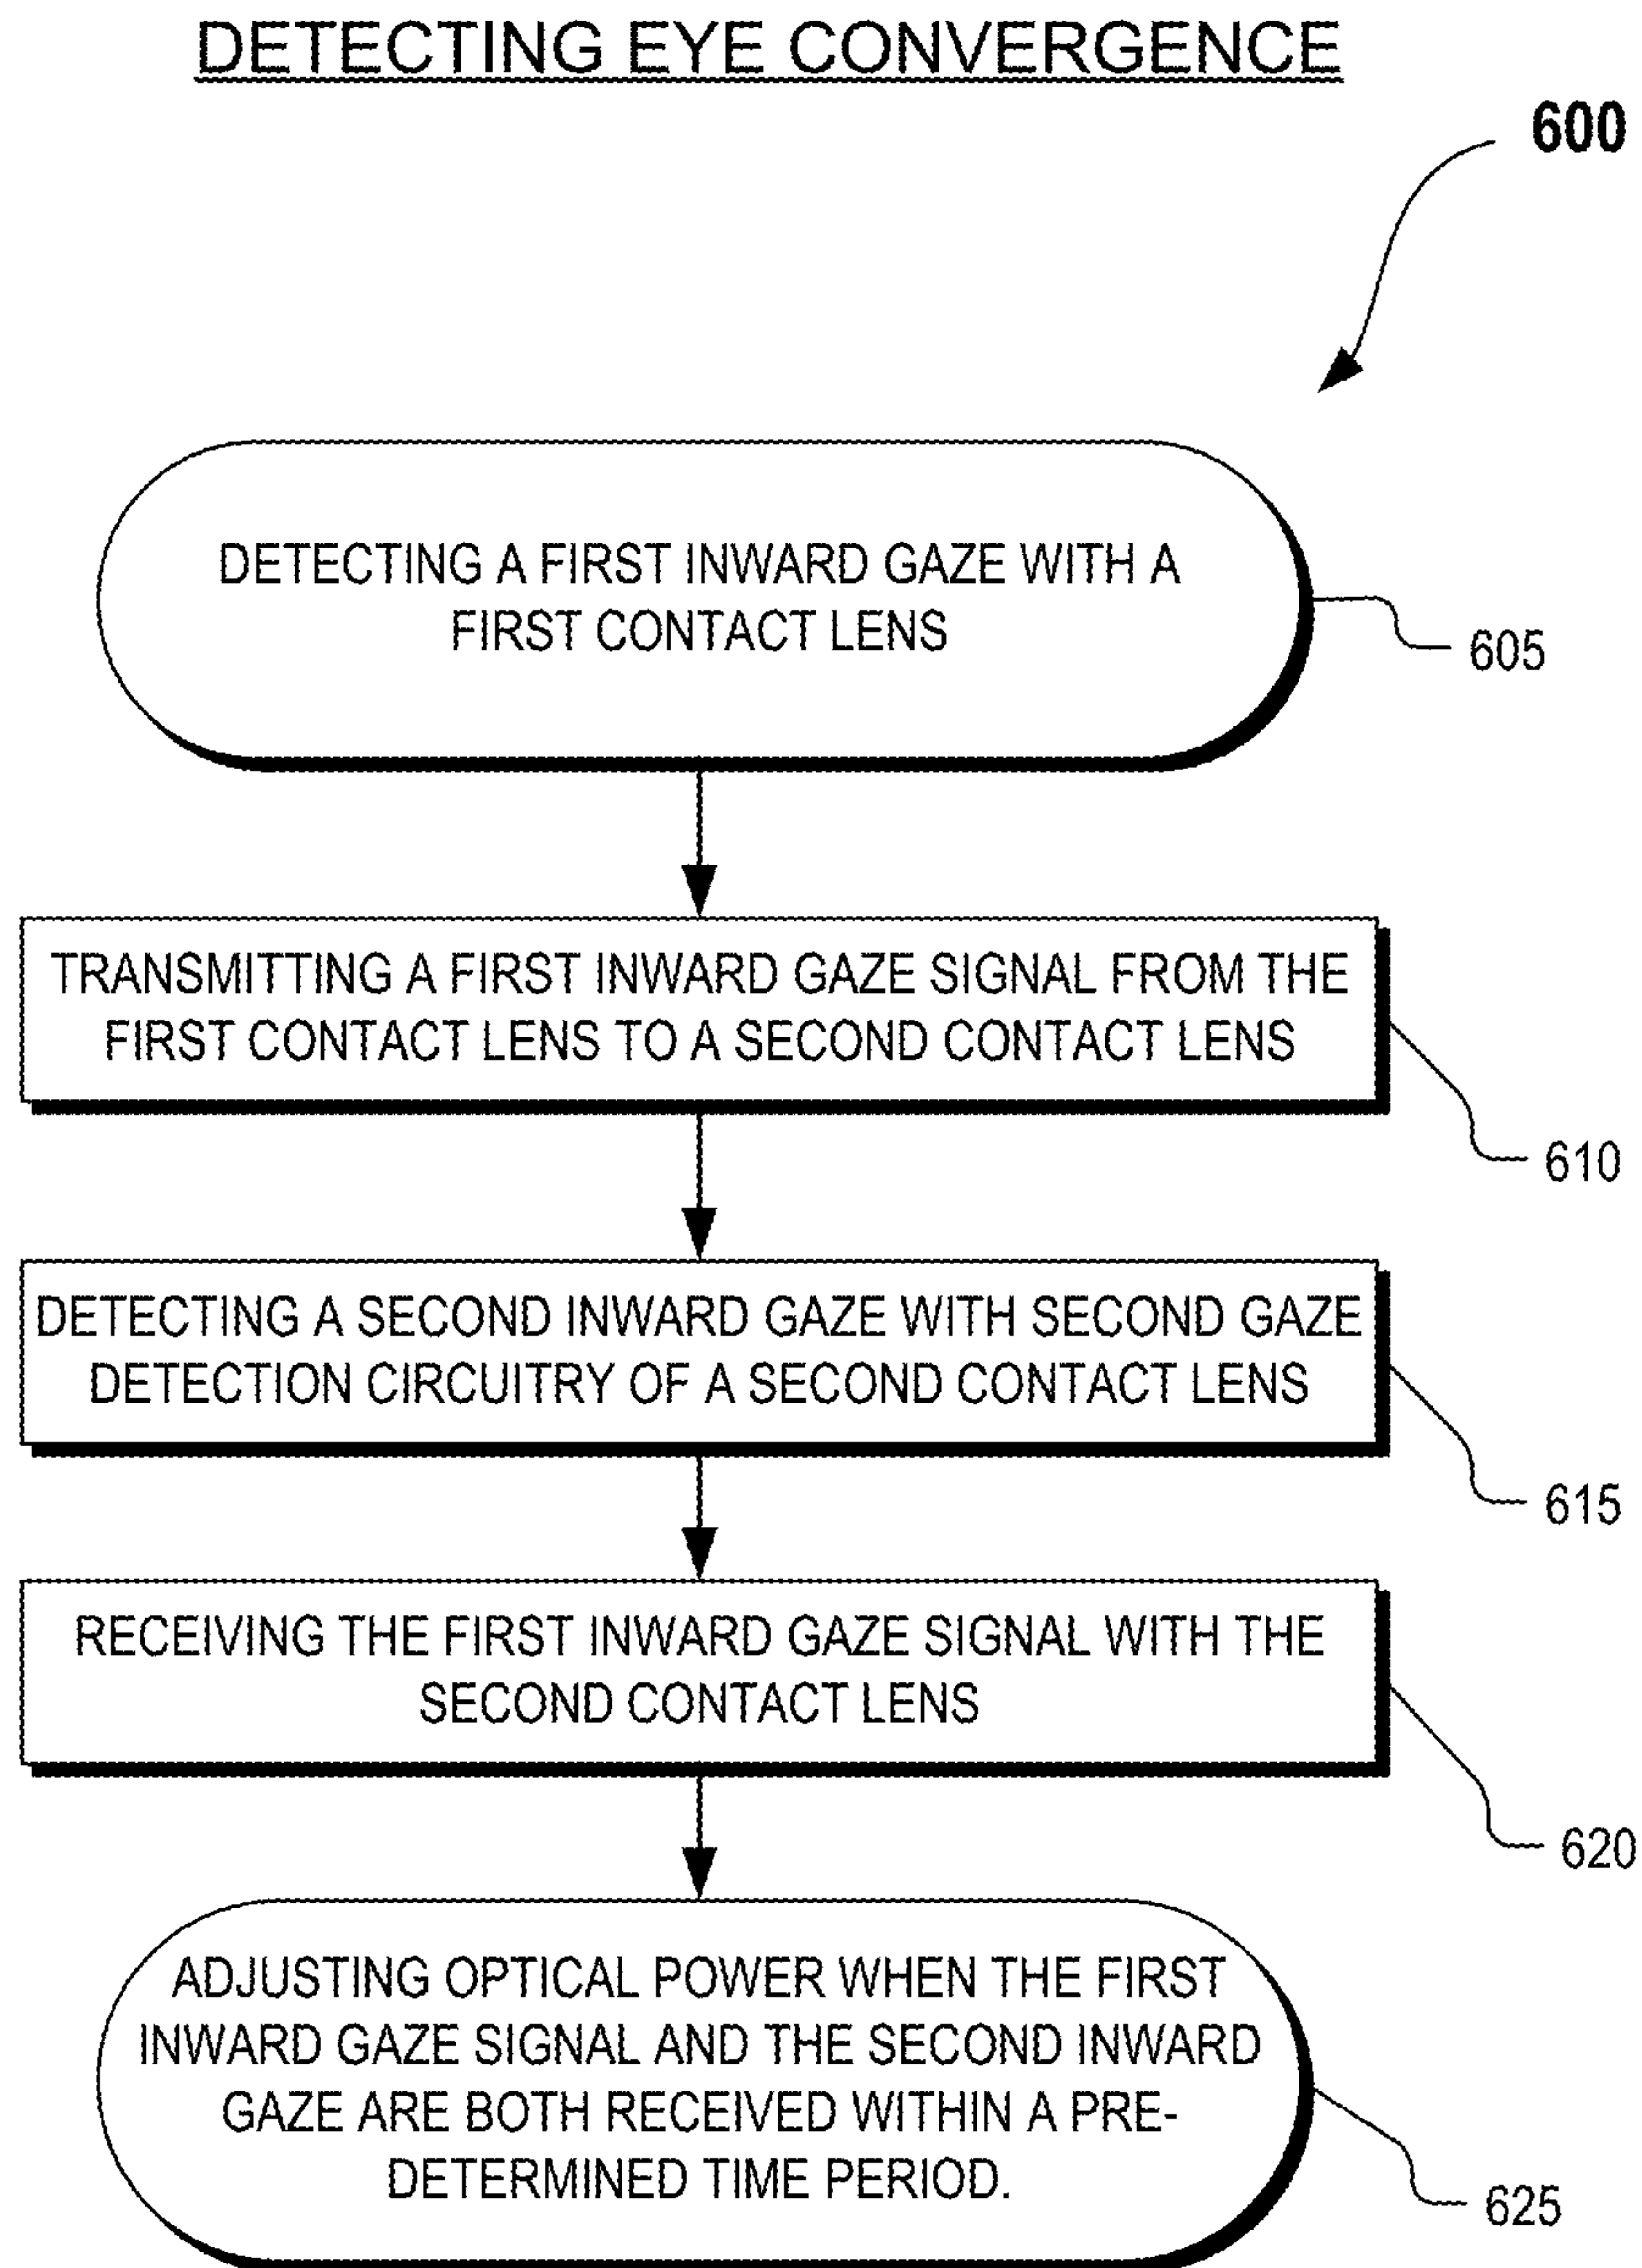 DETECTING EYE CONVERGENCE
600
DETECTING A FIRST INWARD GAZE WITH A
FIRST CONTACT LENS
605
TRANSMITTING A FIRST INWARD GAZE SIGNAL FROM THE
FIRST CONTACT LENS TO A SECOND CONTACT LENS
610
DETECTING A SECOND INWARD GAZE WITH SECOND GAZE
DETECTION CIRCUITRY OF A SECOND CONTACT LENS
615
RECEIVING THE FIRST INWARD GAZE SIGNAL WITH THE
SECOND CONTACT LENS
620
ADJUSTING OPTICAL POWER WHEN THE FIRST
INWARD GAZE SIGNAL AND THE SECOND INWARD
GAZE ARE BOTH RECEIVED WITHIN A PRE-
DETERMINED TIME PERIOD.
625